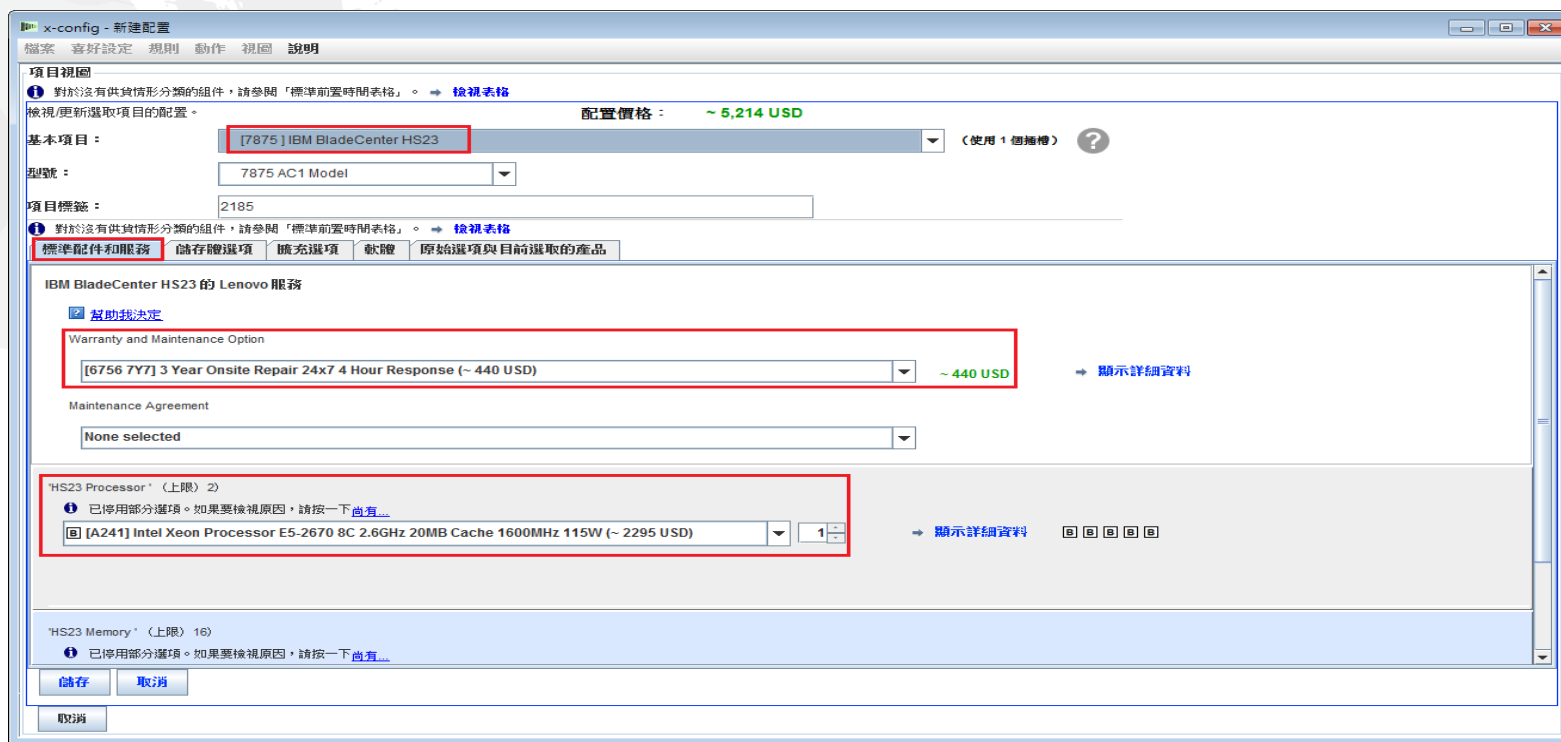 x-config - 新建配置
檔案 喜好設定 規則 動作 視圖 說明
項目視圖
對於沒有供貨情形分類的組件，請參閱「標準前置時間表格」。 檢視表格
檢視/更新選取項目的配置。 配置價格： ~ 5,214 USD
基本項目： [7875 ] IBM BladeCenter HS23 （使用 1 個插槽）
型號： 7875 AC1 Model
項目標籤： 2185
對於沒有供貨情形分類的組件，請參閱「標準前置時間表格」。 檢視表格
標準配件和服務 儲存體選項 擴充選項 軟體 原始選項與目前選取的產品
IBM BladeCenter HS23 的 Lenovo 服務
幫助我決定
Warranty and Maintenance Option
[6756 7Y7] 3 Year Onsite Repair 24x7 4 Hour Response (~ 440 USD) ~ 440 USD 顯示詳細資料
Maintenance Agreement
None selected
'HS23 Processor ' （上限） 2)
已停用部分選項。如果要檢視原因，請按一下尚有...
B [A241] Intel Xeon Processor E5-2670 8C 2.6GHz 20MB Cache 1600MHz 115W (~ 2295 USD) 1 顯示詳細資料 B B B B B
'HS23 Memory ' （上限） 16)
已停用部分選項。如果要檢視原因，請按一下尚有...
儲存 取消
取消